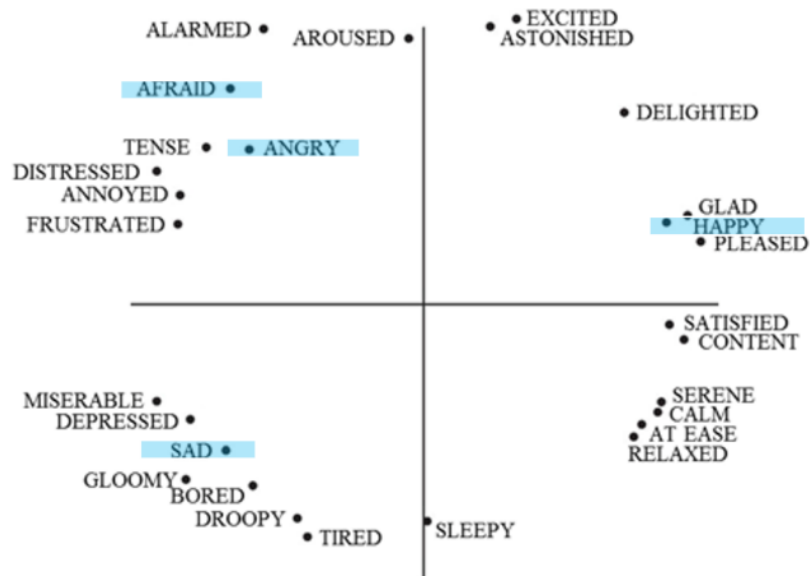 EXCITED
ALARMED
AROUSED
ASTONISHED
AFRAID
DELIGHTED
TENSE
ANGRY
DISTRESSED
ANNOYED
GLAD
FRUSTRATED
HAPPY
PLEASED
SATISFIED
CONTENT
MISERABLE
SERENE
DEPRESSED
CALM
AT EASE
SAD
RELAXED
GLOOMY
BORED
DROOPY
SLEEPY
TIRED